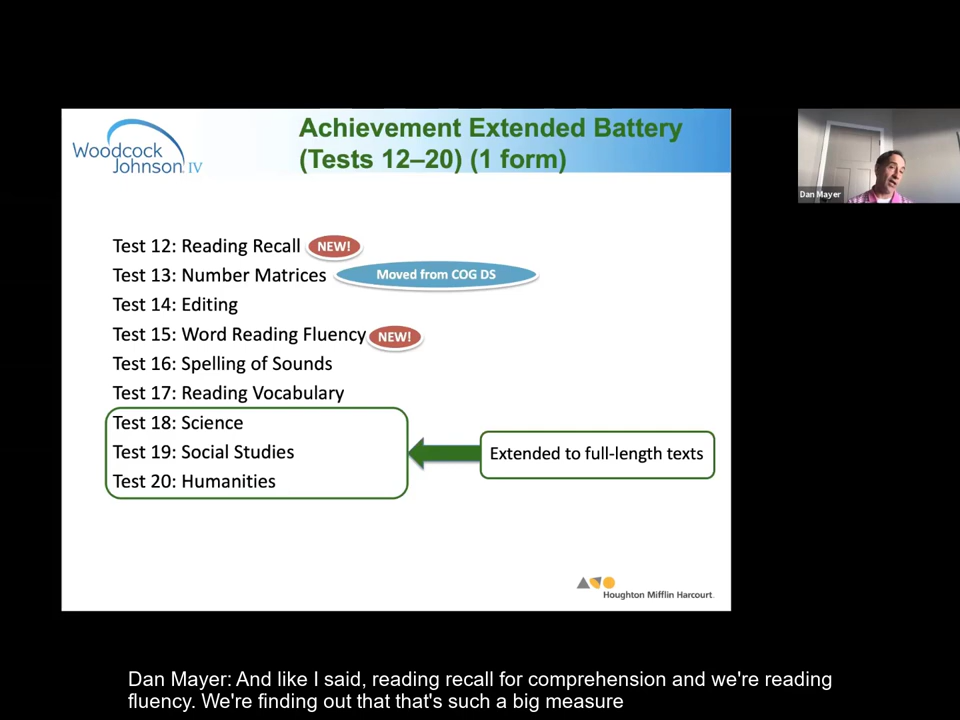 Woodcock
Johnson IV
Achievement Extended Battery
(Tests 12–20) (1 form)
Test 12: Reading Recall NEW!
Test 13: Number Matrices Moved from COG DS
Test 14: Editing
Test 15: Word Reading Fluency NEW!
Test 16: Spelling of Sounds
Test 17: Reading Vocabulary
Test 18: Science
Test 19: Social Studies
Test 20: Humanities
Extended to full-length texts
Houghton Mifflin Harcourt
Dan Mayer
Dan Mayer: And like I said, reading recall for comprehension and we're reading
fluency. We're finding out that that's such a big measure